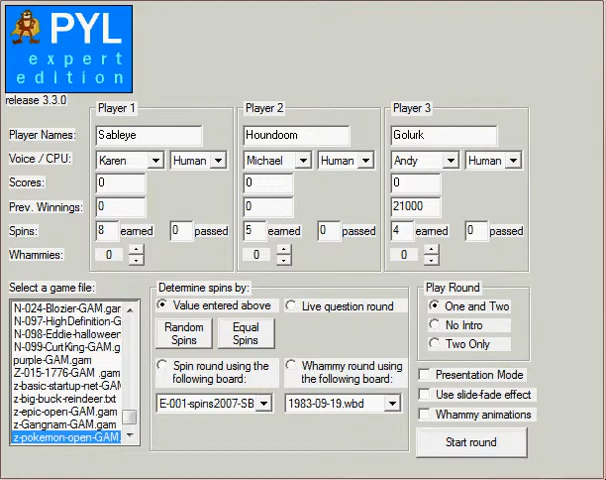 PYL
expert
edition
release 3.3.0
Player 1 Player 2 Player 3
Player Names: Sableye Houndoom Golurk
Voice / CPU: Karen Human Michael Human Andy Human
Scores: 0 0 0
Prev. Winnings: 0 0 21000
Spins: 8 earned 0 passed 5 earned 0 passed 4 earned 0 passed
Whammies: 0 0 0
Select a game file:
N-024-Blozier-GAM.gam
N-097-HighDefinition-G
N-098-Eddie-halloween
N-099-CurtKing-GAM.g
purple-GAM.gam
Z-015-1776-GAM .gam
z-basic-startup-net-GAM
z-big-buck-reindeer.txt
z-epic-open-GAM.gam
z-Gangnam-GAM .gam
z-pokemon-open-GAM.
Determine spins by:
Value entered above Live question round
Random Spins
Equal Spins
Spin round using the following board:
Whammy round using the following board:
E-001-spins2007-SB 1983-09-19.wbd
Play Round
One and Two
No Intro
Two Only
Presentation Mode
Use slide-fade effect
Whammy animations
Start round